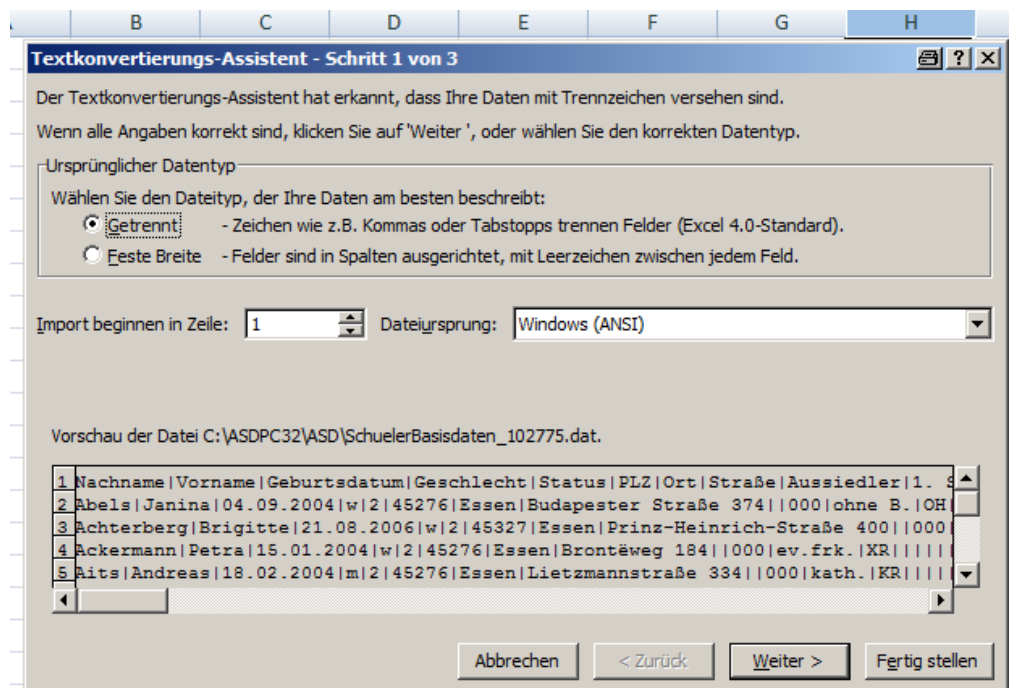 B C D E F G H
Textkonvertierungs-Assistent - Schritt 1 von 3
Der Textkonvertierungs-Assistent hat erkannt, dass Ihre Daten mit Trennzeichen versehen sind.
Wenn alle Angaben korrekt sind, klicken Sie auf 'Weiter ', oder wählen Sie den korrekten Datentyp.
Ursprünglicher Datentyp
Wählen Sie den Dateityp, der Ihre Daten am besten beschreibt:
Getrennt - Zeichen wie z.B. Kommas oder Tabstopps trennen Felder (Excel 4.0-Standard).
Feste Breite - Felder sind in Spalten ausgerichtet, mit Leerzeichen zwischen jedem Feld.
Import beginnen in Zeile: 1 Dateiursprung: Windows (ANSI)
Vorschau der Datei C:\ASDPC32\ASD\SchuelerBasisdaten_102775.dat.
1 Nachname|Vorname|Geburtsdatum|Geschlecht|Status|PLZ|Ort|Straße|Aussiedler|1. S
2 Abels|Janina|04.09.2004|w|2|45276|Essen|Budapester Straße 374||000|ohne B.|OH|
3 Achterberg|Brigitte|21.08.2006|w|2|45327|Essen|Prinz-Heinrich-Straße 400||000|
4 Ackermann|Petra|15.01.2004|w|2|45276|Essen|Brontëweg 184||000|ev.frk.|XR||||||
5 Aits|Andreas|18.02.2004|m|2|45276|Essen|Lietzmannstraße 334||000|kath.|KR|||||
Abbrechen < Zurück Weiter > Fertig stellen